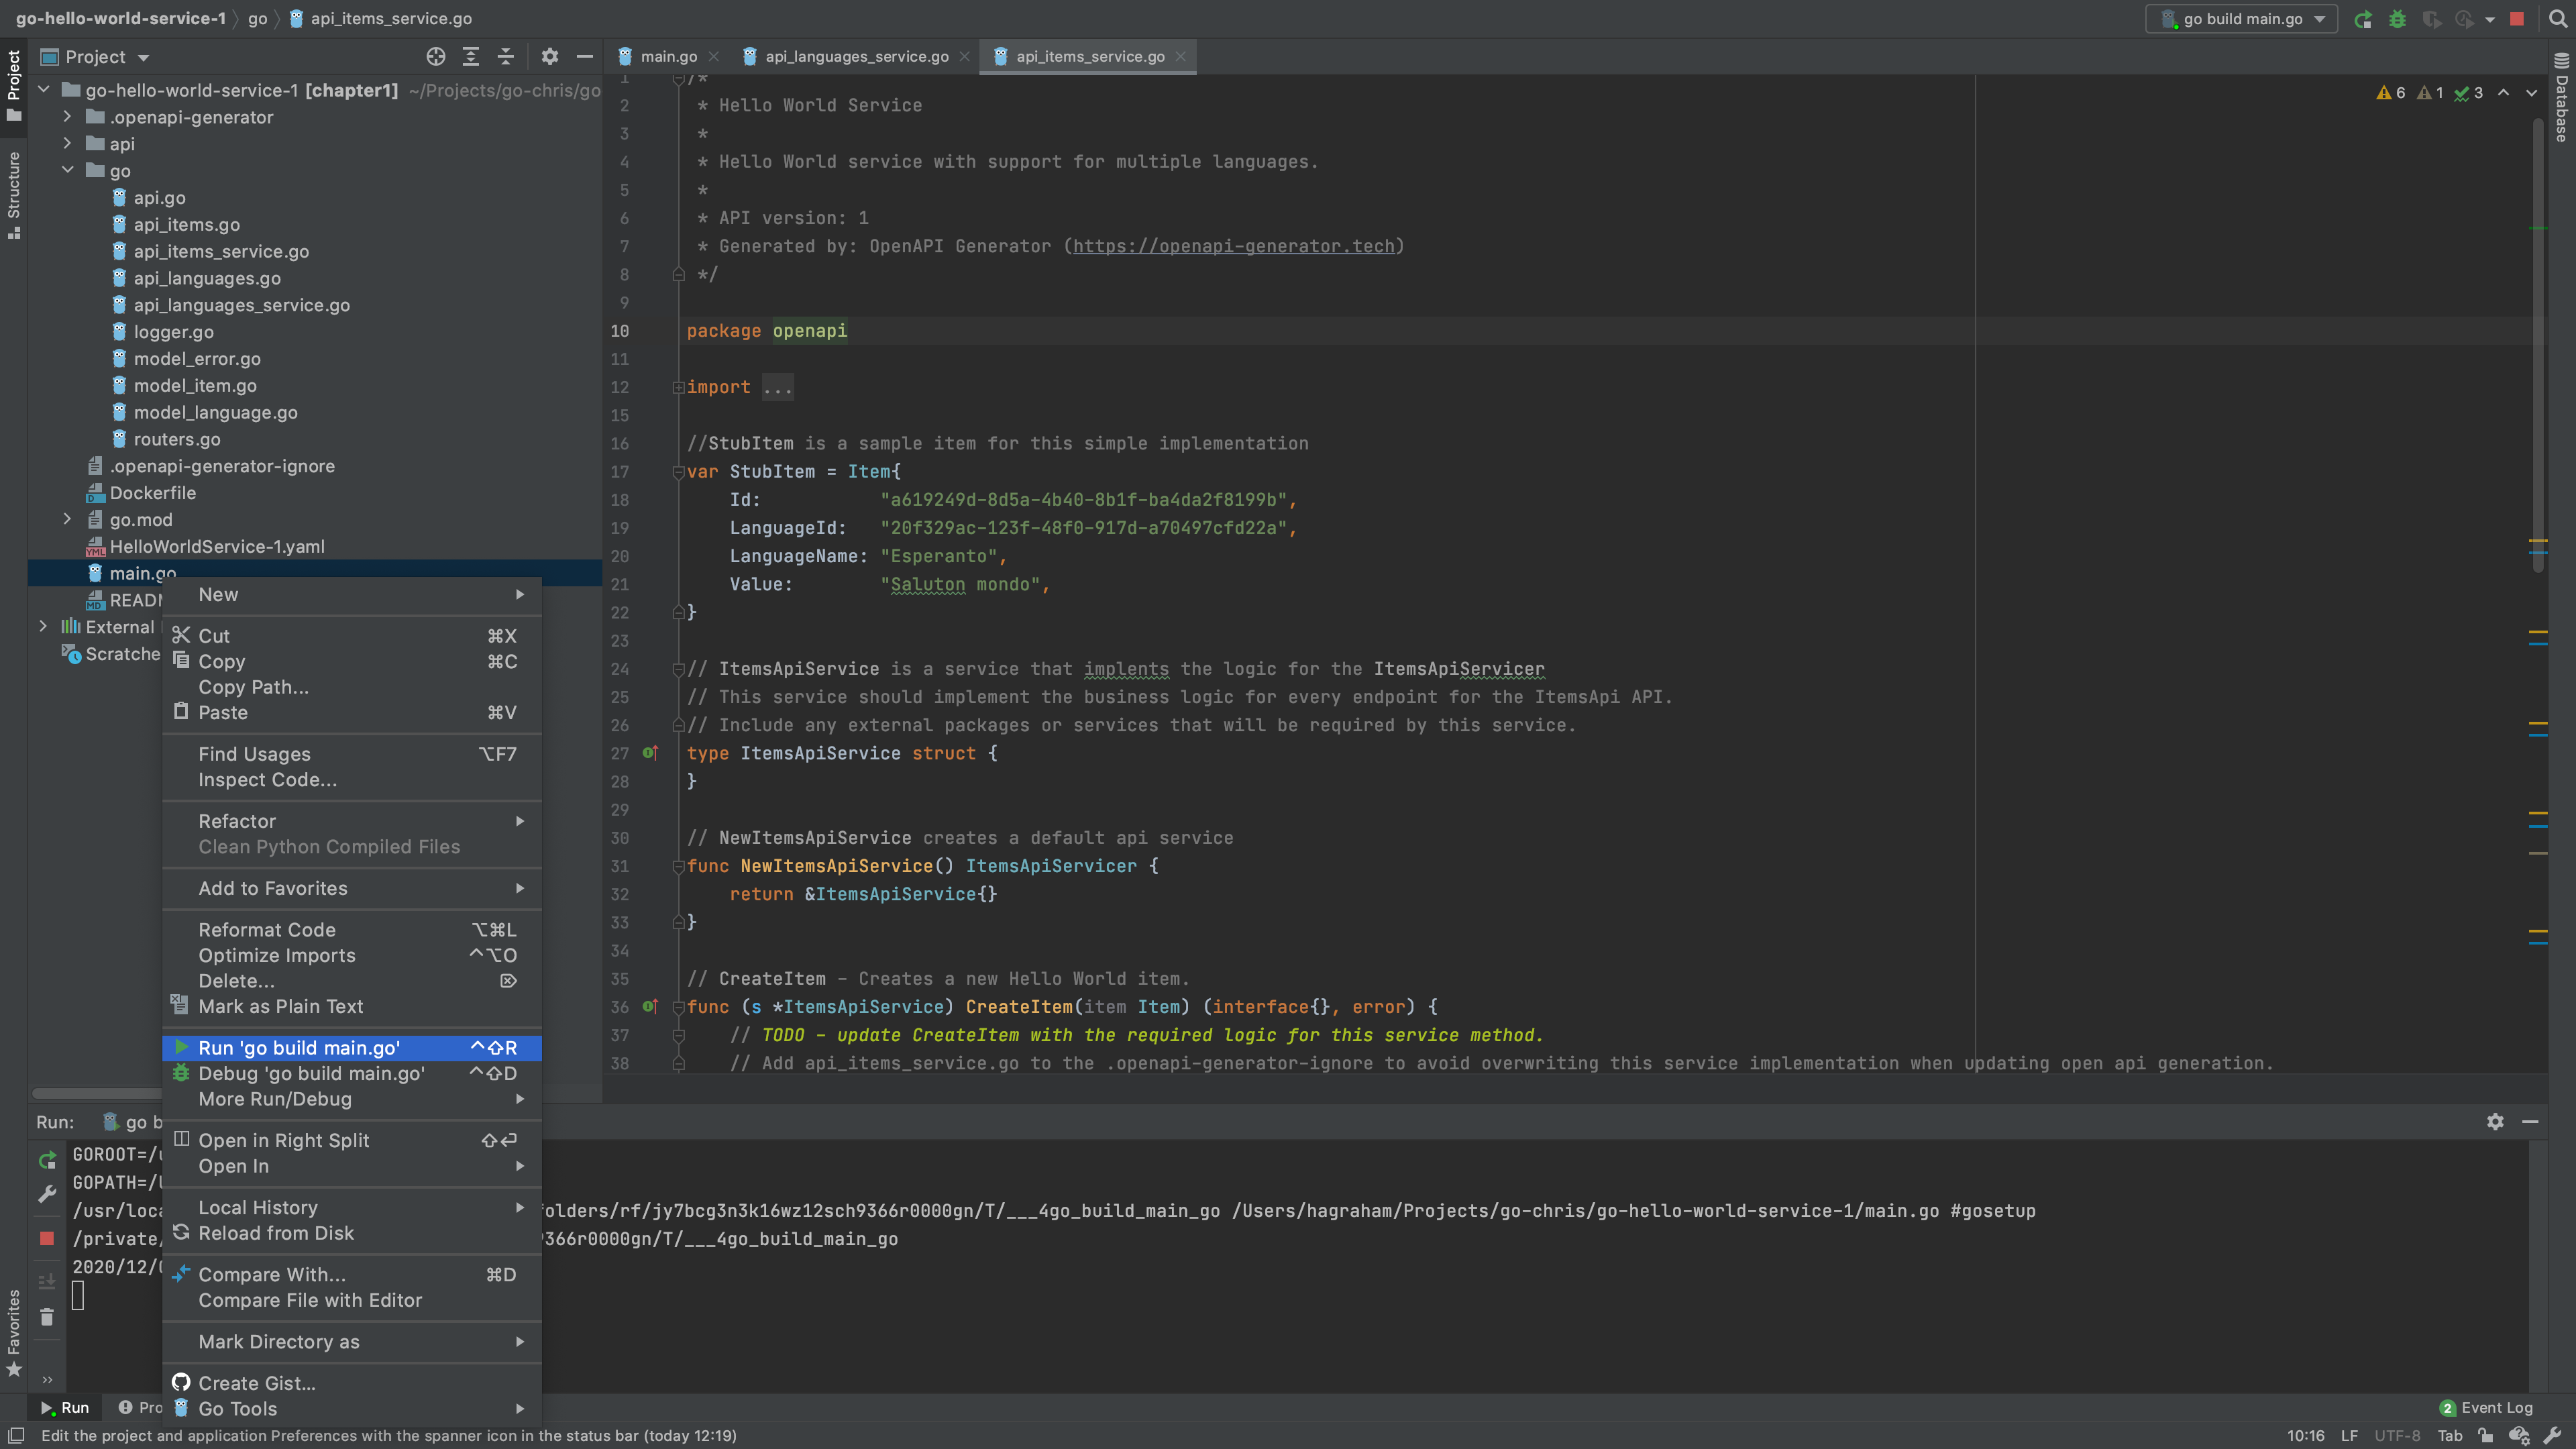 go-hello-world-service-1 go api_items_service.go
go build main.go
Project
main.go api_languages_service.go api_items_service.go
Project
Structure
Favorites
Database
go-hello-world-service-1 [chapter1] ~/Projects/go-chris/go
.openapi-generator
api
go
api.go
api_items.go
api_items_service.go
api_languages.go
api_languages_service.go
logger.go
model_error.go
model_item.go
model_language.go
routers.go
.openapi-generator-ignore
Dockerfile
go.mod
HelloWorldService-1.yaml
main.go
READM
External
Scratche
New
Cut ⌘X
Copy ⌘C
Copy Path...
Paste ⌘V
Find Usages ⌥F7
Inspect Code...
Refactor
Clean Python Compiled Files
Add to Favorites
Reformat Code ⌥⌘L
Optimize Imports ^⌥O
Delete... ⌦
Mark as Plain Text
Run 'go build main.go' ^⇧R
Debug 'go build main.go' ^⇧D
More Run/Debug
Open in Right Split ⇧⏎
Open In
Local History
Reload from Disk
Compare With... ⌘D
Compare File with Editor
Mark Directory as
Create Gist...
Go Tools
6 1 3
1 /*
2 * Hello World Service
3 *
4 * Hello World service with support for multiple languages.
5 *
6 * API version: 1
7 * Generated by: OpenAPI Generator (https://openapi-generator.tech)
8 */
9
10 package openapi
11
12 import ...
15
16 //StubItem is a sample item for this simple implementation
17 var StubItem = Item{
18 Id: "a619249d-8d5a-4b40-8b1f-ba4da2f8199b",
19 LanguageId: "20f329ac-123f-48f0-917d-a70497cfd22a",
20 LanguageName: "Esperanto",
21 Value: "Saluton mondo",
22 }
23
24 // ItemsApiService is a service that implents the logic for the ItemsApiServicer
25 // This service should implement the business logic for every endpoint for the ItemsApi API.
26 // Include any external packages or services that will be required by this service.
27 type ItemsApiService struct {
28 }
29
30 // NewItemsApiService creates a default api service
31 func NewItemsApiService() ItemsApiServicer {
32 return &ItemsApiService{}
33 }
34
35 // CreateItem - Creates a new Hello World item.
36 func (s *ItemsApiService) CreateItem(item Item) (interface{}, error) {
37 // TODO - update CreateItem with the required logic for this service method.
38 // Add api_items_service.go to the .openapi-generator-ignore to avoid overwriting this service implementation when updating open api generation.
Run: go b
GOROOT=/u
GOPATH=/U
/usr/loca olders/rf/jy7bcg3n3k16wz12sch9366r0000gn/T/___4go_build_main_go /Users/hagraham/Projects/go-chris/go-hello-world-service-1/main.go #gosetup
/private/ 9366r0000gn/T/___4go_build_main_go
2020/12/0
Run Pro
2 Event Log
Edit the project and application Preferences with the spanner icon in the status bar (today 12:19)
10:16 LF UTF-8 Tab